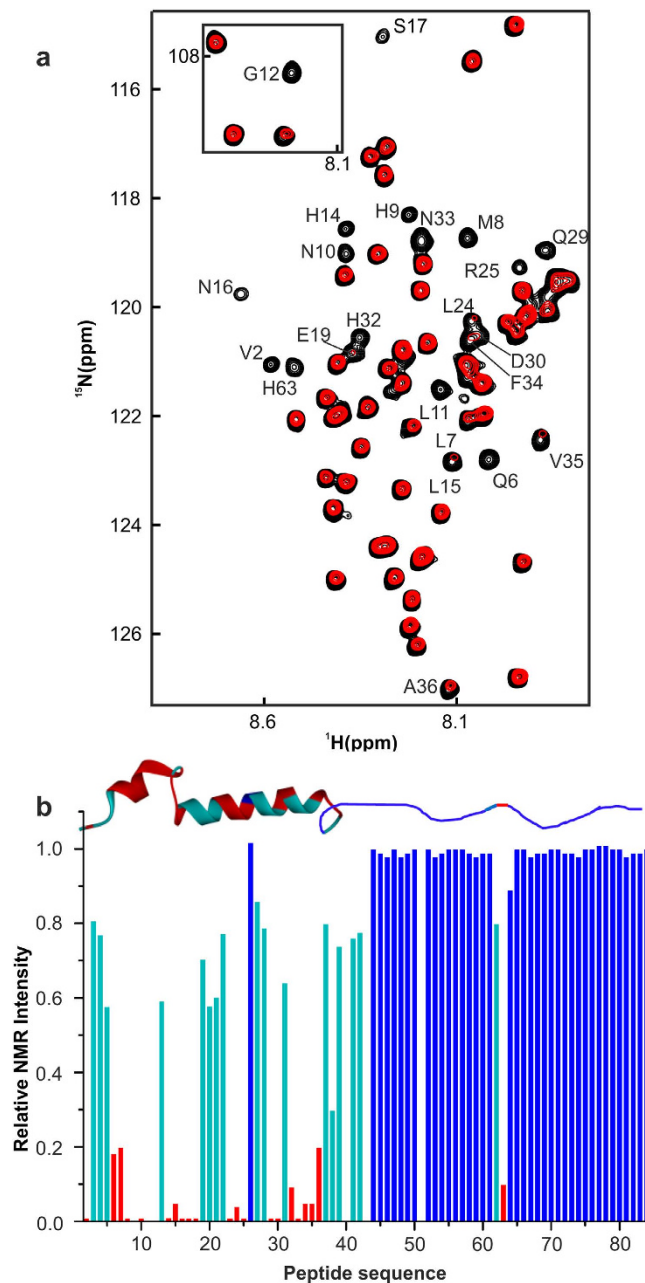 a
S17
108
G12
8.1
116
118
H14
H9
N33
M8
N10
Q29
R25
N16
120
L24
H32
E19
D30
V2
F34
H63
122
L11
L7
V35
L15
Q6
124
126
A36
8.6
8.1
¹⁵N(ppm)
¹H(ppm)
b
1.0
0.8
0.6
0.4
0.2
0.0
Relative NMR Intensity
10 20 30 40 50 60 70 80
Peptide sequence